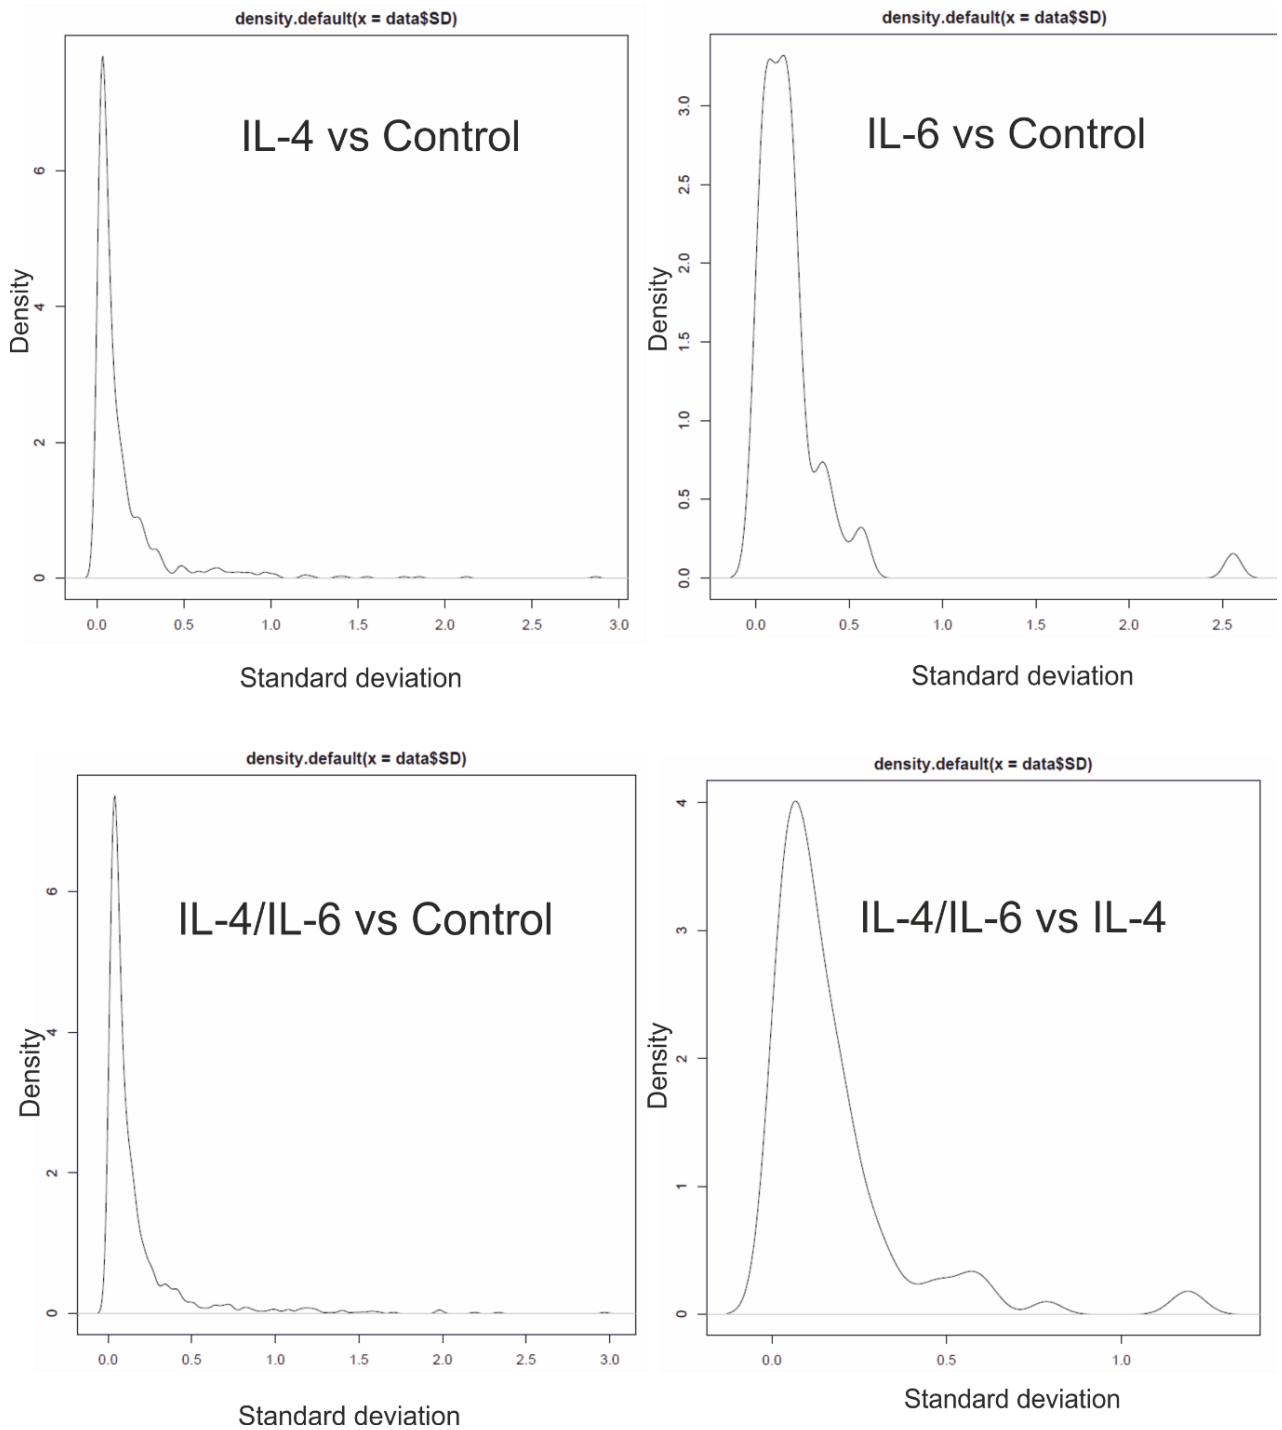 density.default(x = data$SD)
IL-4 vs Control
Density
6
4
2
0
0.0 0.5 1.0 1.5 2.0 2.5 3.0
Standard deviation
density.default(x = data$SD)
IL-6 vs Control
Density
3.0
2.5
2.0
1.5
1.0
0.5
0.0
0.0 0.5 1.0 1.5 2.0 2.5
Standard deviation
density.default(x = data$SD)
IL-4/IL-6 vs Control
Density
6
4
2
0
0.0 0.5 1.0 1.5 2.0 2.5 3.0
Standard deviation
density.default(x = data$SD)
IL-4/IL-6 vs IL-4
Density
4
3
2
1
0
0.0 0.5 1.0
Standard deviation